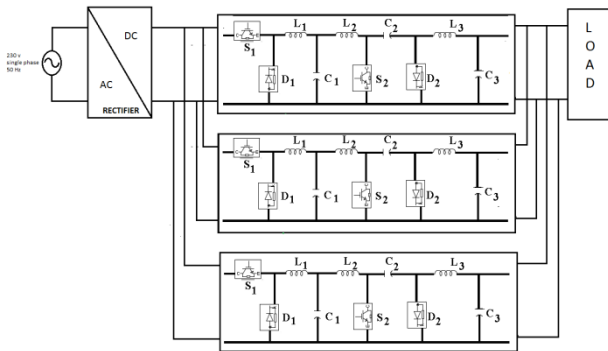 230 v
single phase
50 Hz
DC
AC
RECTIFIER
L1 L2 C2 L3
S1 D1 C1 S2 D2 C3
L1 L2 C2 L3
S1 D1 C1 S2 D2 C3
L1 L2 C2 L3
S1 D1 C1 S2 D2 C3
L
O
A
D